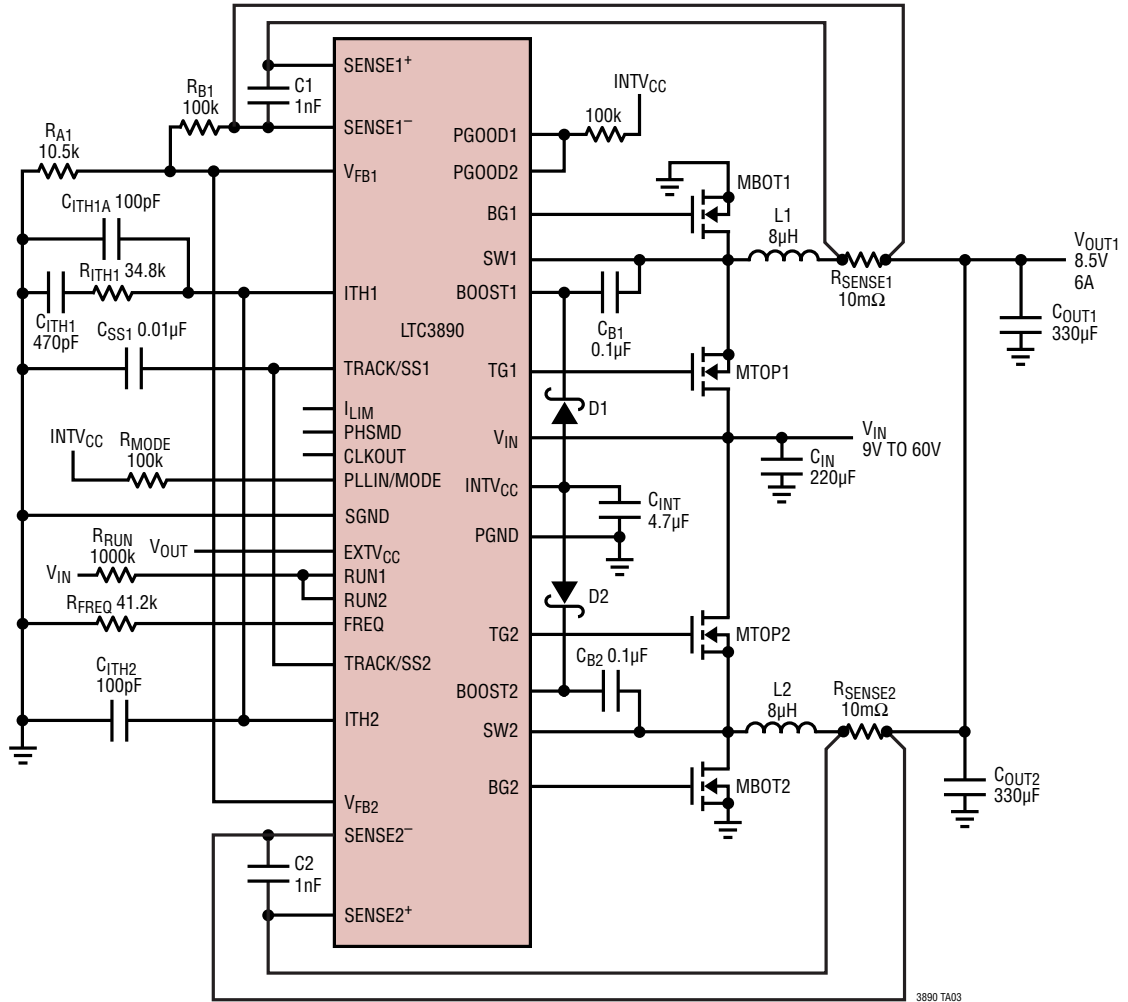 SENSE1+
C1
1nF
SENSE1–
RB1
100k
RA1
10.5k
VFB1
CITH1A 100pF
RITH1 34.8k
ITH1
CITH1
470pF
CSS1 0.01µF
TRACK/SS1
ILIM
PHSMD
CLKOUT
INTVCC
RMODE
100k
PLLIN/MODE
SGND
VOUT
EXTVCC
RRUN
1000k
VIN
RUN1
RUN2
RFREQ 41.2k
FREQ
TRACK/SS2
CITH2
100pF
ITH2
VFB2
SENSE2–
C2
1nF
SENSE2+
LTC3890
PGOOD1
PGOOD2
100k
INTVCC
BG1
MBOT1
SW1
L1
8µH
RSENSE1
10mΩ
VOUT1
8.5V
6A
COUT1
330µF
BOOST1
CB1
0.1µF
TG1
MTOP1
D1
VIN
VIN
9V TO 60V
CIN
220µF
INTVCC
CINT
4.7µF
PGND
D2
TG2
MTOP2
CB2 0.1µF
BOOST2
SW2
L2
8µH
RSENSE2
10mΩ
BG2
MBOT2
COUT2
330µF
3890 TA03